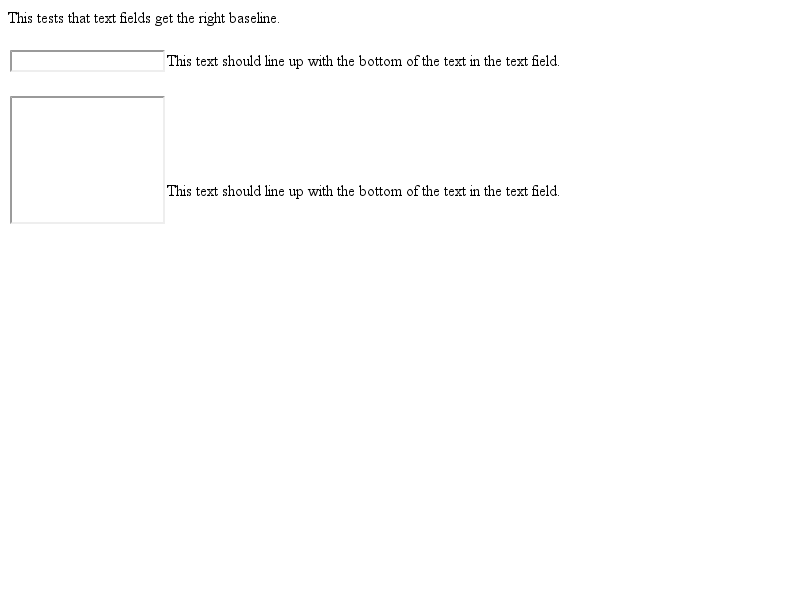 This tests that text fields get the right baseline.
This text should line up with the bottom of the text in the text field.
This text should line up with the bottom of the text in the text field.